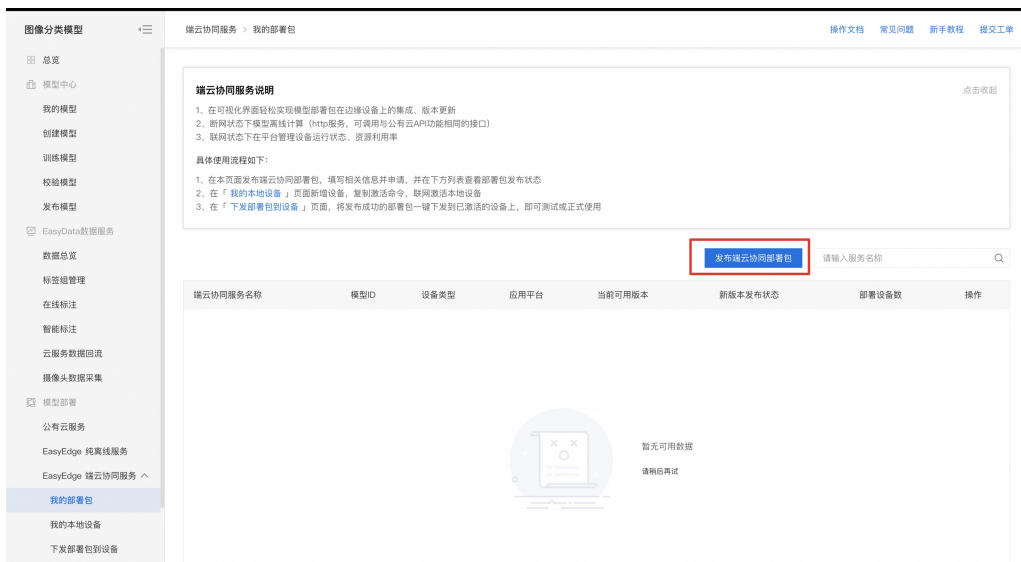 图像分类模型
端云协同服务 > 我的部署包
操作文档 常见问题 新手教程 提交工单
总览
模型中心
我的模型
创建模型
训练模型
校验模型
发布模型
EasyData数据服务
数据总览
标签组管理
在线标注
智能标注
云服务数据回流
摄像头数据采集
模型部署
公有云服务
EasyEdge 纯离线服务
EasyEdge 端云协同服务
我的部署包
我的本地设备
下发部署包到设备
端云协同服务说明
点击收起
1、在可视化界面轻松实现模型部署包在边缘设备上的集成、版本更新
2、断网状态下模型离线计算（http服务，可调用与公有云API功能相同的接口）
3、联网状态下在平台管理设备运行状态、资源利用率
具体使用流程如下：
1、在本页面发布端云协同部署包，填写相关信息并申请，并在下方列表查看部署包发布状态
2、在「 我的本地设备 」页面新增设备，复制激活命令，联网激活本地设备
3、在「 下发部署包到设备 」页面，将发布成功的部署包一键下发到已激活的设备上，即可测试或正式使用
发布端云协同部署包
请输入服务名称
端云协同服务名称 模型ID 设备类型 应用平台 当前可用版本 新版本发布状态 部署设备数 操作
暂无可用数据
请稍后再试